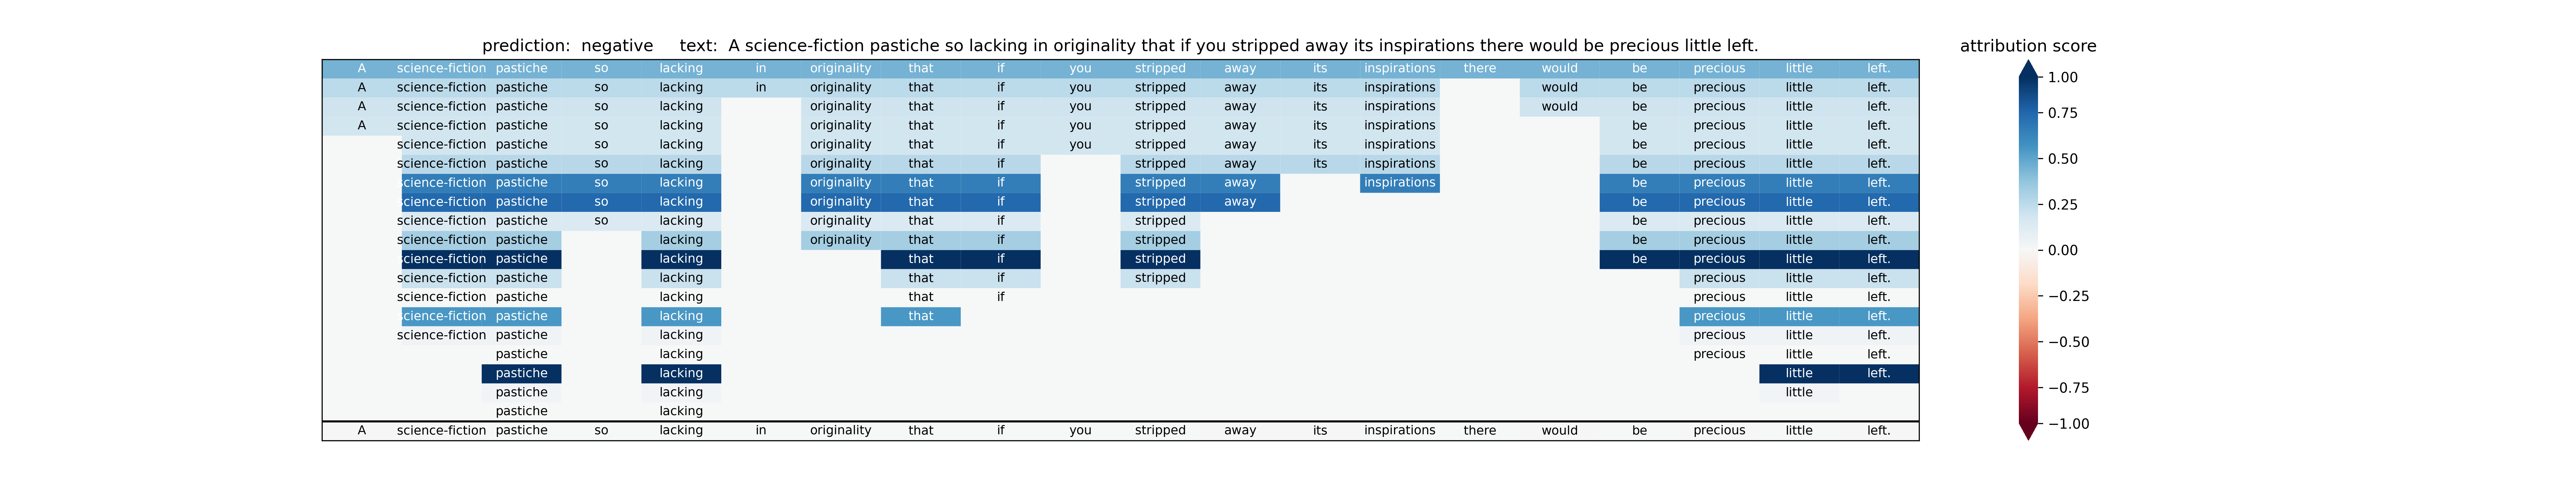 prediction: negative text: A science-fiction pastiche so lacking in originality that if you stripped away its inspirations there would be precious little left.
attribution score
A science-fiction pastiche so lacking in originality that if you stripped away its inspirations there would be precious little left.
A science-fiction pastiche so lacking in originality that if you stripped away its inspirations would be precious little left.
A science-fiction pastiche so lacking originality that if you stripped away its inspirations would be precious little left.
A science-fiction pastiche so lacking originality that if you stripped away its inspirations be precious little left.
science-fiction pastiche so lacking originality that if you stripped away its inspirations be precious little left.
science-fiction pastiche so lacking originality that if stripped away its inspirations be precious little left.
science-fiction pastiche so lacking originality that if stripped away inspirations be precious little left.
science-fiction pastiche so lacking originality that if stripped away be precious little left.
science-fiction pastiche so lacking originality that if stripped be precious little left.
science-fiction pastiche lacking originality that if stripped be precious little left.
science-fiction pastiche lacking that if stripped be precious little left.
science-fiction pastiche lacking that if stripped precious little left.
science-fiction pastiche lacking that if precious little left.
science-fiction pastiche lacking that precious little left.
science-fiction pastiche lacking precious little left.
pastiche lacking precious little left.
pastiche lacking little left.
pastiche lacking little
pastiche lacking
A science-fiction pastiche so lacking in originality that if you stripped away its inspirations there would be precious little left.
1.00
0.75
0.50
0.25
0.00
−0.25
−0.50
−0.75
−1.00